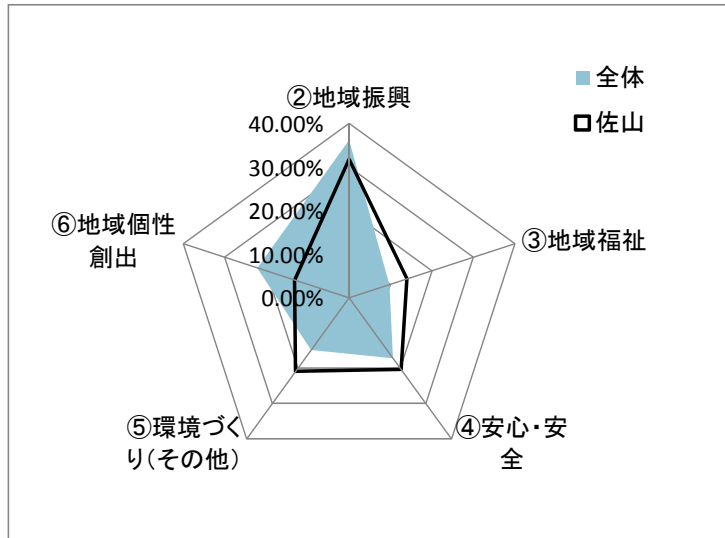 全体
佐山
②地域振興
40.00%
30.00%
20.00%
10.00%
0.00%
③地域福祉
④安心・安
全
⑤環境づく
り(その他)
⑥地域個性
創出